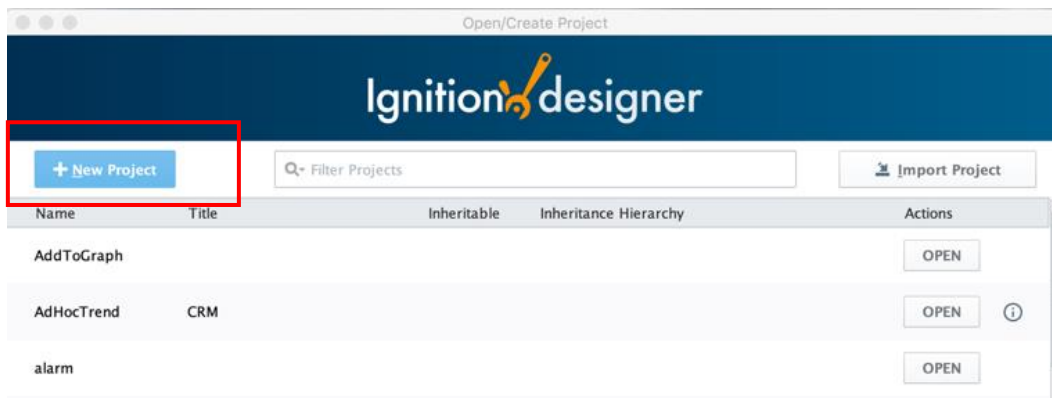 Open/Create Project
Ignition designer
+ New Project Filter Projects Import Project
Name Title Inheritable Inheritance Hierarchy Actions
AddToGraph OPEN
AdHocTrend CRM OPEN
alarm OPEN